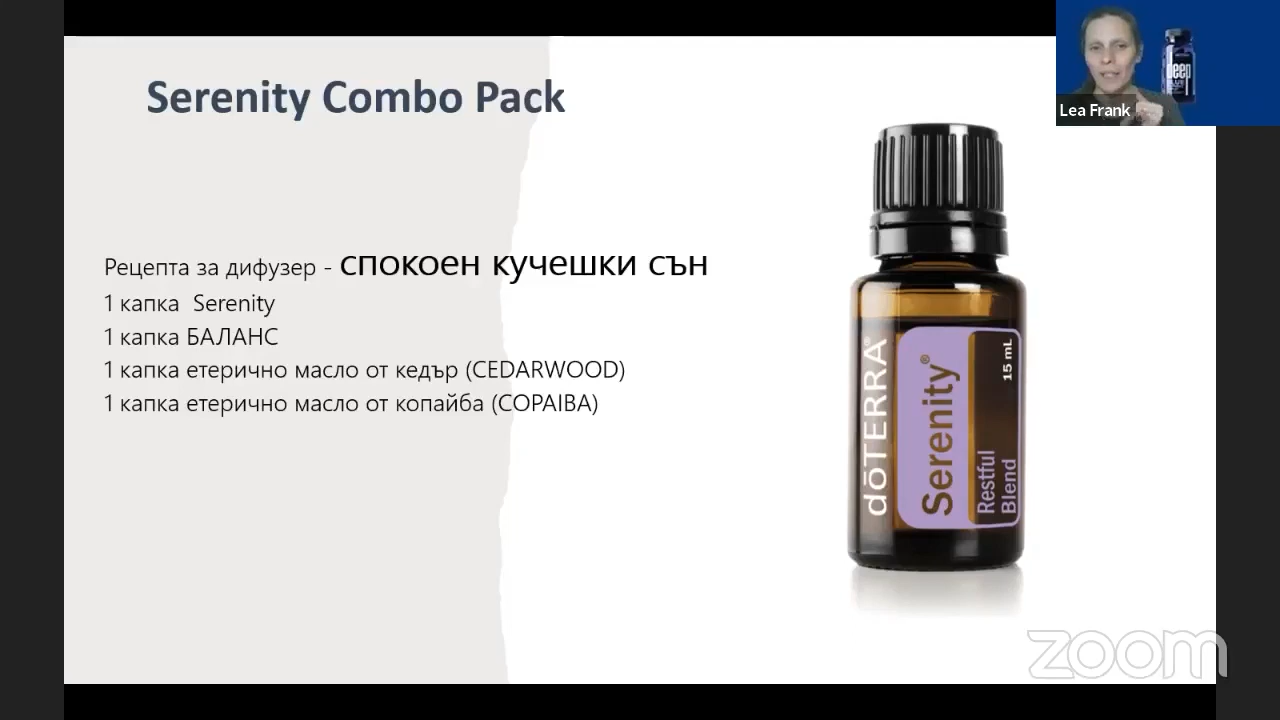 Serenity Combo Pack
Рецепта за дифузер - спокоен кучешки сън
1 капка Serenity
1 капка БАЛАНС
1 капка етерично масло от кедър (CEDARWOOD)
1 капка етерично масло от копайба (COPAIBA)
dōTERRA®
Serenity®
Restful
Blend
15 mL
deep
Lea Frank
zoom